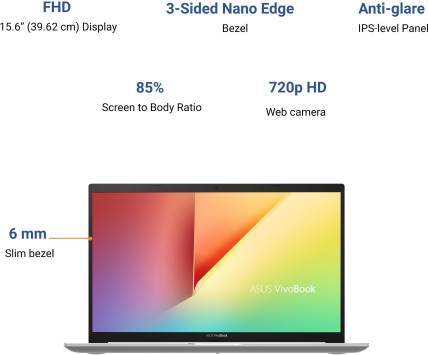 FHD 3-Sided Nano Edge Anti-glare
15.6” (39.62 cm) Display Bezel IPS-level Panel
85% 720p HD
Screen to Body Ratio Web camera
6 mm
Slim bezel
ASUS VivoBook
ASUS VivoBook